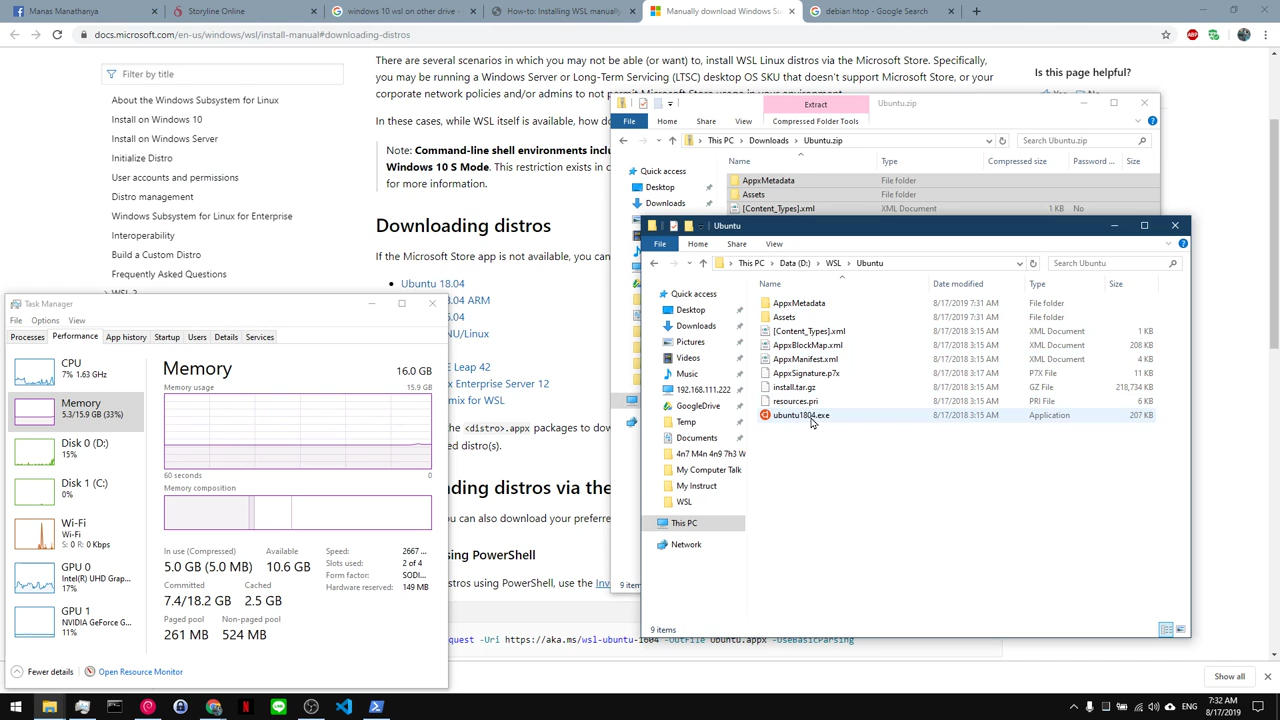 Manas Manathanya
Storyline Online
windows 10 wsl on other drive
How-to: Installing WSL manually
Manually download Windows Sub
debian htop - Google Search
docs.microsoft.com/en-us/windows/wsl/install-manual#downloading-distros
Filter by title
About the Windows Subsystem for Linux
Install on Windows 10
Install on Windows Server
Initialize Distro
User accounts and permissions
Distro management
Windows Subsystem for Linux for Enterprise
Interoperability
Build a Custom Distro
Frequently Asked Questions
There are several scenarios in which you may not be able (or want) to, install WSL Linux distros via the Microsoft Store. Specifically,
you may be running a Windows Server or Long-Term Servicing (LTSC) desktop OS SKU that doesn't support Microsoft Store, or your
corporate network policies and/or admins to not permit Microsoft Store usage in your environment.
In these cases, while WSL itself is available, how do
Note: Command-line shell environments inclu
Windows 10 S Mode. This restriction exists in c
for more information.
Downloading distros
If the Microsoft store app is not available, you can
Ubuntu 18.04
.04 ARM
.04
NU/Linux
E Leap 42
Enterprise Server 12
mix for WSL
he <distro>.appx packages to dow
ed distro(s).
ading distros via the
ou can also download your preferre
sing PowerShell
stros using PowerShell, use the Inv
quest -Uri https://aka.ms/wsl-ubuntu-1604 -OutFile Ubuntu.appx -UseBasicParsing
Is this page helpful?
Show all
Extract
Ubuntu.zip
File
Home
Share
View
Compressed Folder Tools
This PC
Downloads
Ubuntu.zip
Search Ubuntu.zip
Quick access
Desktop
Downloads
Name
Type
Compressed size
Password ...
Size
AppxMetadata
File folder
Assets
File folder
[Content_Types].xml
XML Document
1 KB
No
9 items
Ubuntu
File
Home
Share
View
This PC
Data (D:)
WSL
Ubuntu
Search Ubuntu
Quick access
Desktop
Downloads
Pictures
Videos
Music
192.168.111.222
GoogleDrive
Temp
Documents
4n7 M4n 4n9 7h3 W
My Computer Talk
My Instruct
WSL
This PC
Network
Name
Date modified
Type
Size
AppxMetadata 8/17/2019 7:31 AM File folder
Assets 8/17/2019 7:31 AM File folder
[Content_Types].xml 8/17/2018 3:15 AM XML Document 1 KB
AppxBlockMap.xml 8/17/2018 3:15 AM XML Document 208 KB
AppxManifest.xml 8/17/2018 3:15 AM XML Document 4 KB
AppxSignature.p7x 8/17/2018 3:17 AM P7X File 11 KB
install.tar.gz 8/17/2018 3:15 AM GZ File 218,734 KB
resources.pri 8/17/2018 3:15 AM PRI File 6 KB
ubuntu1804.exe 8/17/2018 3:15 AM Application 207 KB
9 items
Task Manager
File
Options
View
Processes
Performance
App history
Startup
Users
Details
Services
CPU
7% 1.63 GHz
Memory
5.3/15.9 GB (33%)
Disk 0 (D:)
15%
Disk 1 (C:)
0%
Wi-Fi
Wi-Fi
S: 0 R: 0 Kbps
GPU 0
Intel(R) UHD Grap...
17%
GPU 1
NVIDIA GeForce G...
11%
Memory
16.0 GB
Memory usage
15.9 GB
60 seconds
0
Memory composition
In use (Compressed)
5.0 GB (5.0 MB)
Available
10.6 GB
Committed
7.4/18.2 GB
Cached
2.5 GB
Paged pool
261 MB
Non-paged pool
524 MB
Speed: 2667 ...
Slots used: 2 of 4
Form factor: SODI...
Hardware reserved: 149 MB
Fewer details
Open Resource Monitor
7:32 AM
8/17/2019